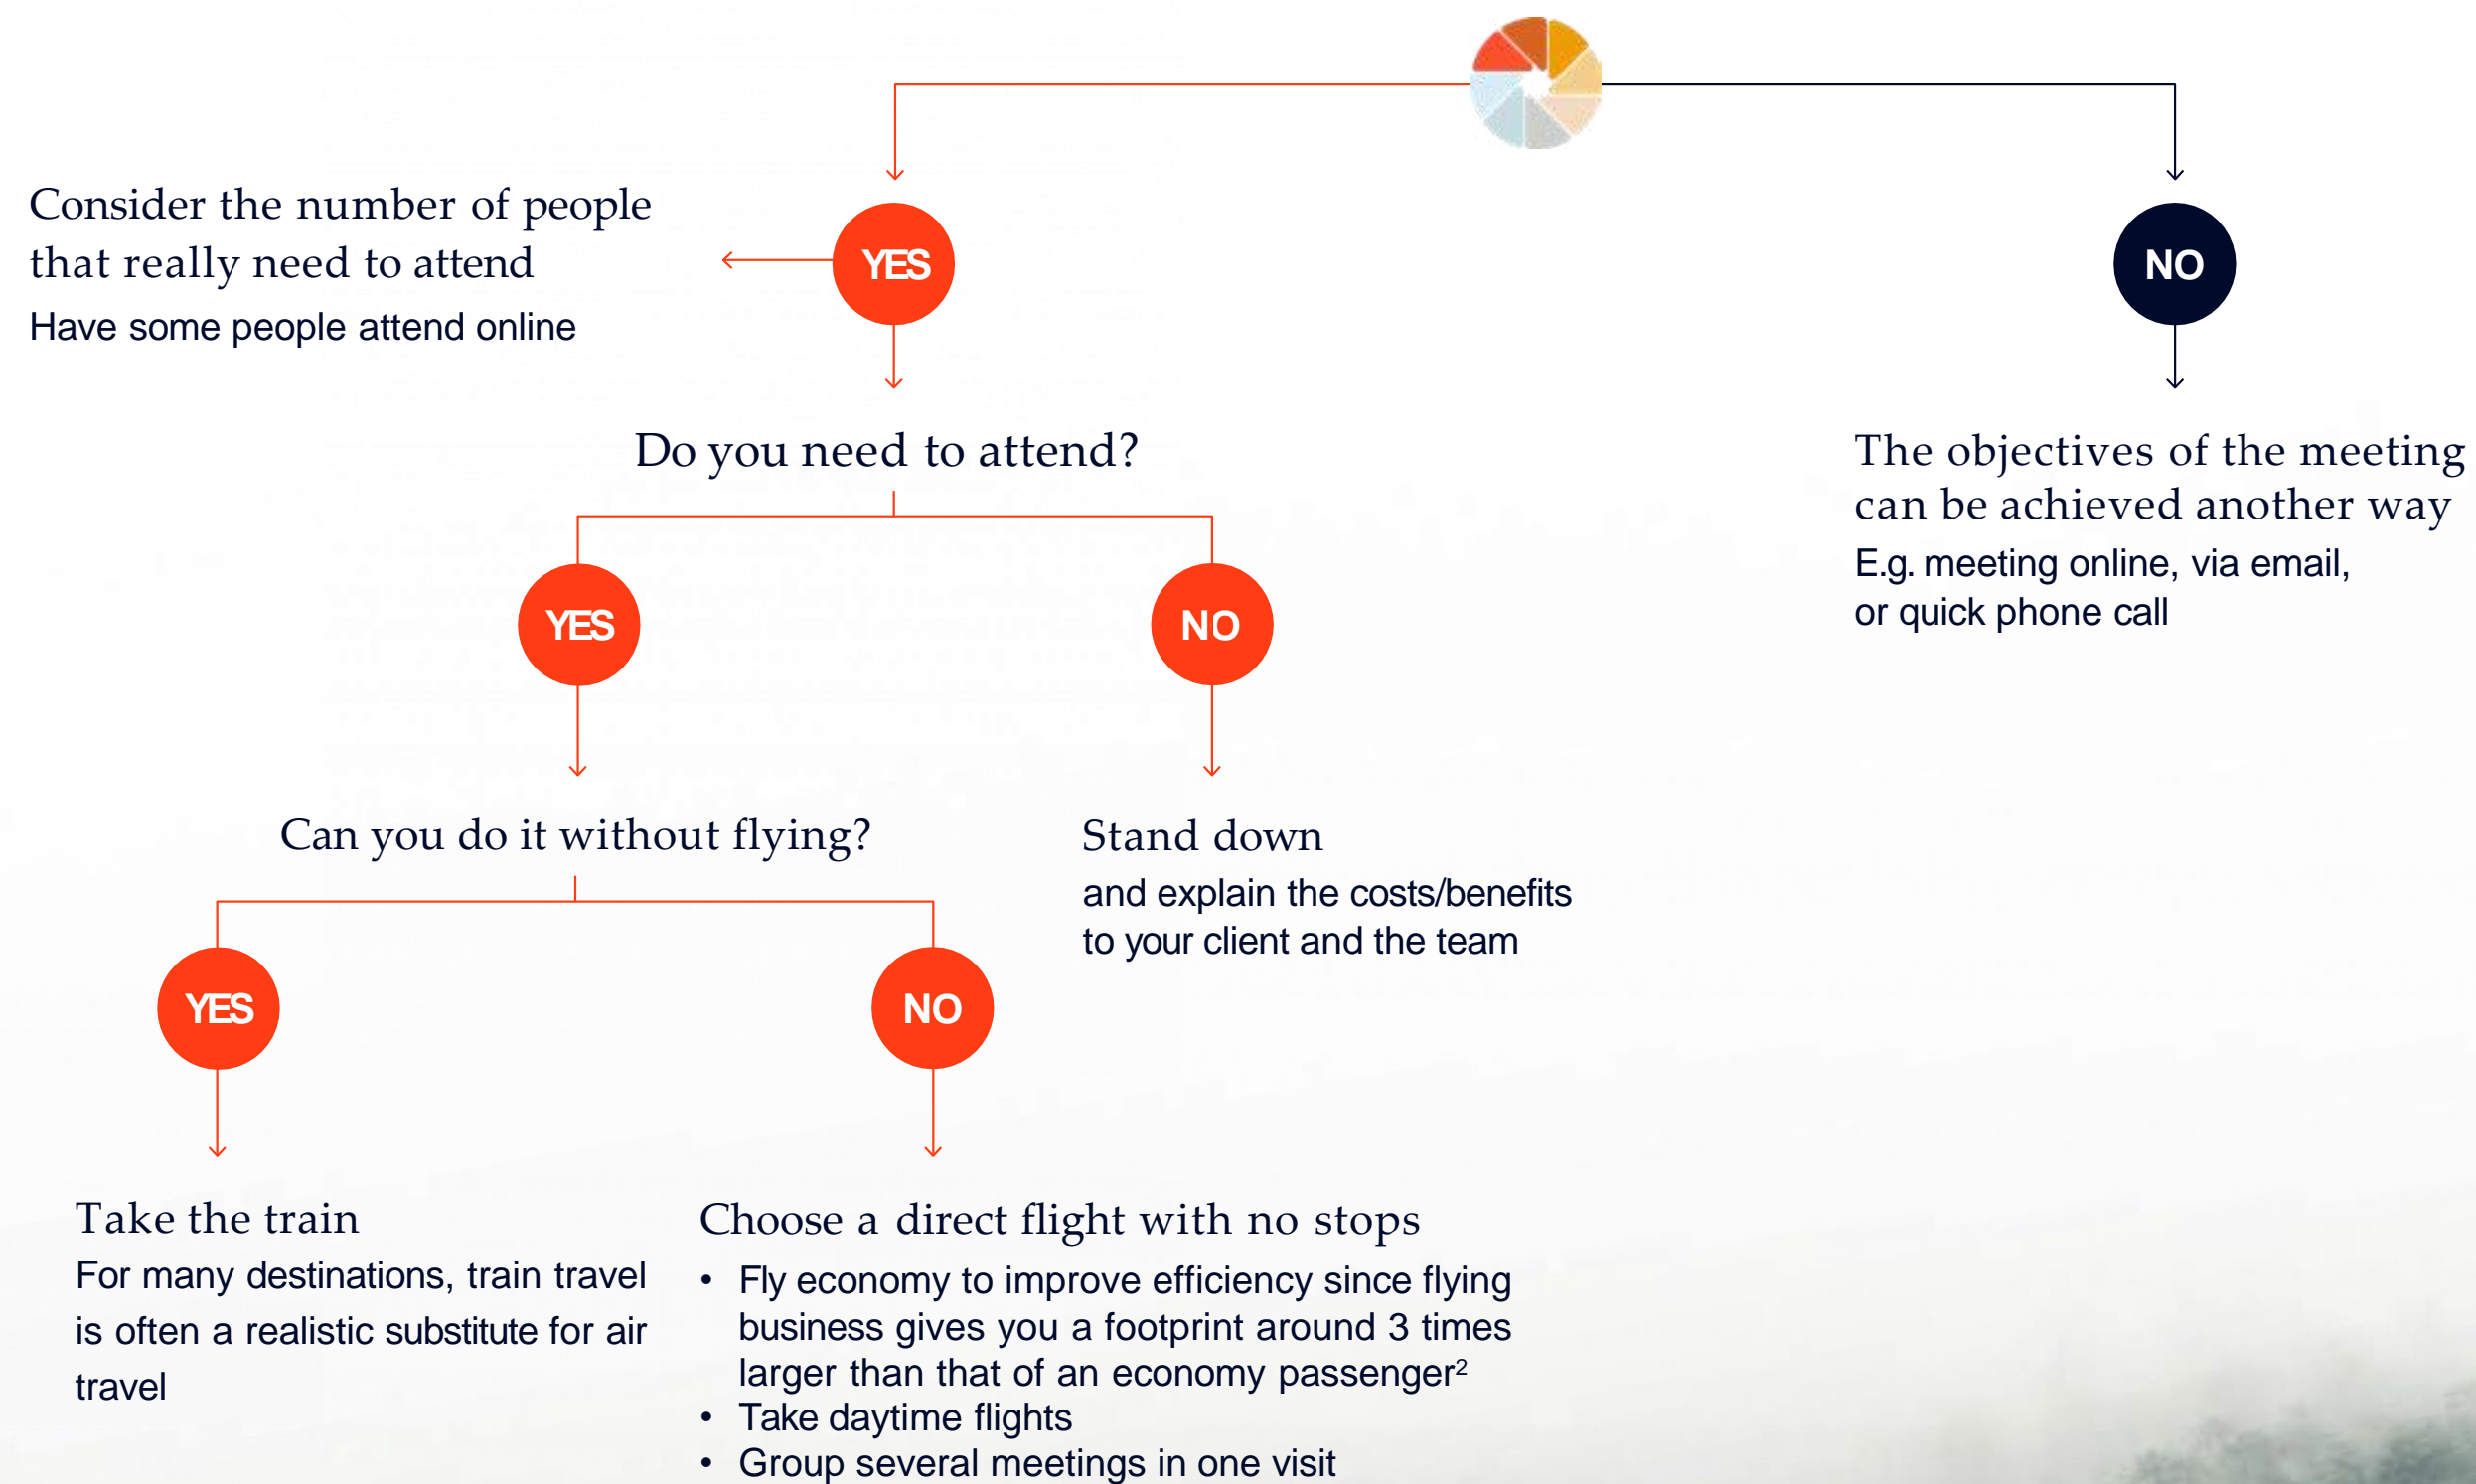 YES
NO
Consider the number of people
that really need to attend
Have some people attend online
Do you need to attend?
The objectives of the meeting
can be achieved another way
E.g. meeting online, via email,
or quick phone call
YES
NO
Can you do it without flying?
Stand down
and explain the costs/benefits
to your client and the team
YES
NO
Take the train
For many destinations, train travel
is often a realistic substitute for air
travel
Choose a direct flight with no stops
• Fly economy to improve efficiency since flying
business gives you a footprint around 3 times
larger than that of an economy passenger²
• Take daytime flights
• Group several meetings in one visit